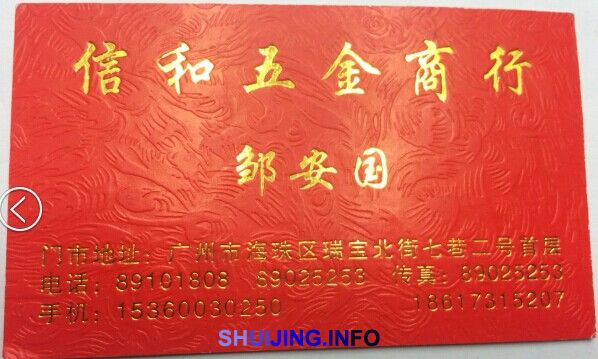 信和五金商行
邹安国
门市地址：广州市海珠区瑞宝北街七巷二号首层
电话：89101808 89025253 传真：89025253
手机：15360030250 18617315207
SHUIJING.INFO